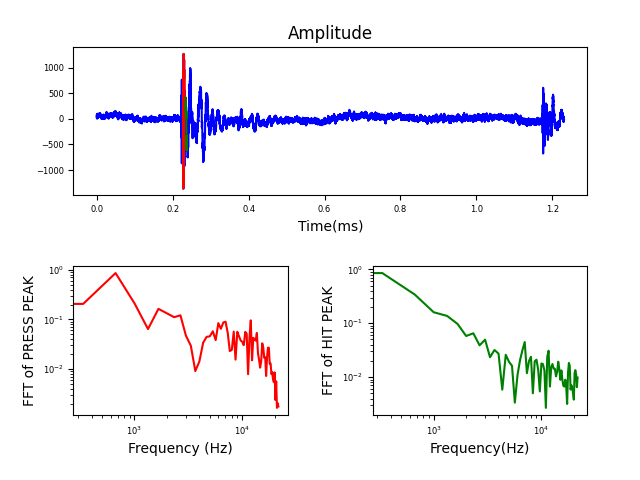 Amplitude
1000
500
0
−500
−1000
0.0 0.2 0.4 0.6 0.8 1.0 1.2
Time(ms)
FFT of PRESS PEAK
10⁰
10⁻¹
10⁻²
10³ 10⁴
Frequency (Hz)
FFT of HIT PEAK
10⁰
10⁻¹
10⁻²
10³ 10⁴
Frequency(Hz)